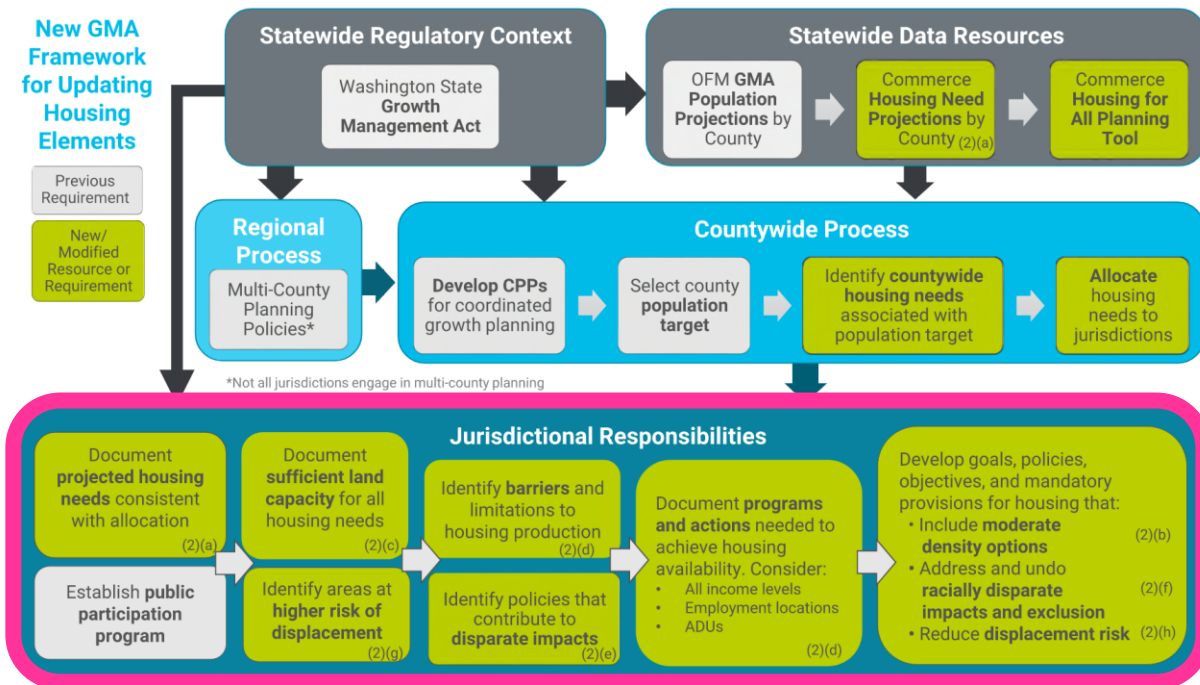 New GMA
Framework
for Updating
Housing
Elements
Previous
Requirement
New/
Modified
Resource or
Requirement
Statewide Regulatory Context
Washington State
Growth
Management Act
Statewide Data Resources
OFM GMA
Population
Projections by
County
Commerce
Housing Need
Projections by
County (2)(a)
Commerce
Housing for
All Planning
Tool
Regional
Process
Multi-County
Planning
Policies*
Countywide Process
Develop CPPs
for coordinated
growth planning
Select county
population
target
Identify countywide
housing needs
associated with
population target
Allocate
housing
needs to
jurisdictions
*Not all jurisdictions engage in multi-county planning
Jurisdictional Responsibilities
Document
projected housing
needs consistent
with allocation
(2)(a)
Establish public
participation
program
Document
sufficient land
capacity for all
housing needs
(2)(c)
Identify areas at
higher risk of
displacement
(2)(g)
Identify barriers and
limitations to
housing production
(2)(d)
Identify policies that
contribute to
disparate impacts
(2)(e)
Document programs
and actions needed to
achieve housing
availability. Consider:
• All income levels
• Employment locations
• ADUs
(2)(d)
Develop goals, policies,
objectives, and mandatory
provisions for housing that:
• Include moderate
density options (2)(b)
• Address and undo
racially disparate (2)(f)
impacts and exclusion
• Reduce displacement risk (2)(h)